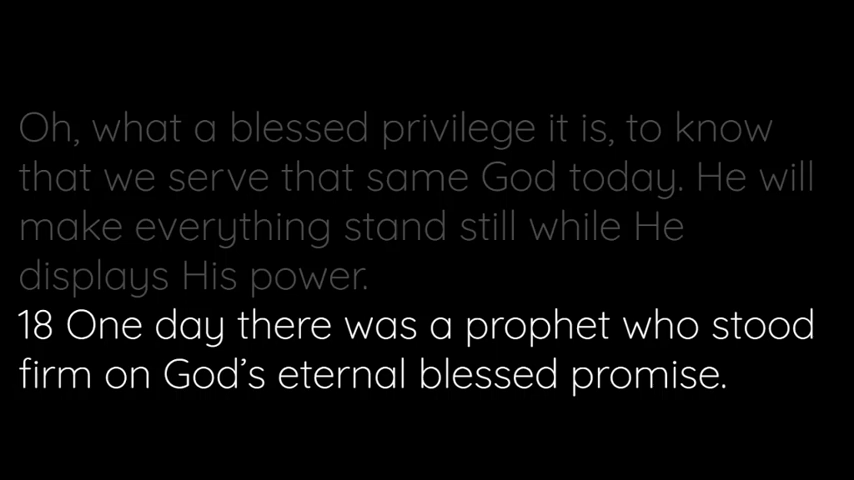 Oh, what a blessed privilege it is, to know
that we serve that same God today. He will
make everything stand still while He
displays His power.
18 One day there was a prophet who stood
firm on God’s eternal blessed promise.